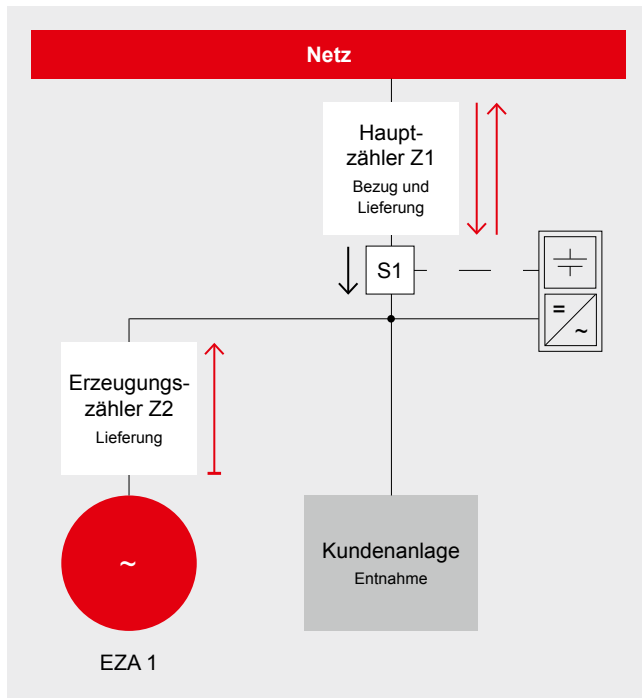 Netz
Haupt-
zähler Z1
Bezug und
Lieferung
S1
=
~
Erzeugungs-
zähler Z2
Lieferung
~
EZA 1
Kundenanlage
Entnahme